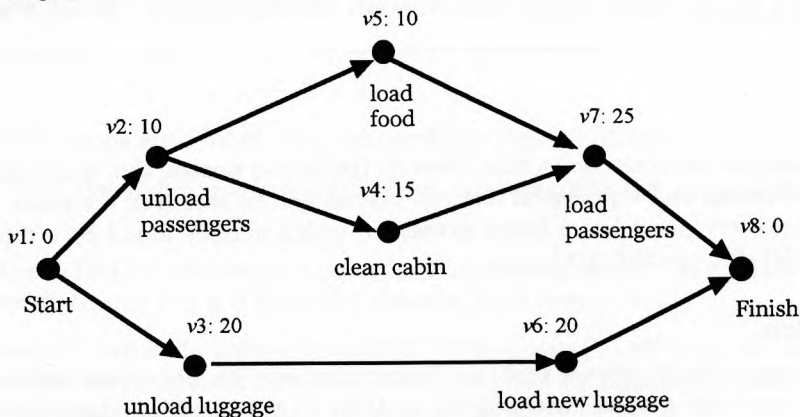 v5: 10
load
food
v2: 10
v7: 25
unload
passengers
v4: 15
load
passengers
clean cabin
v1: 0
v8: 0
Start
Finish
v3: 20
v6: 20
unload luggage
load new luggage